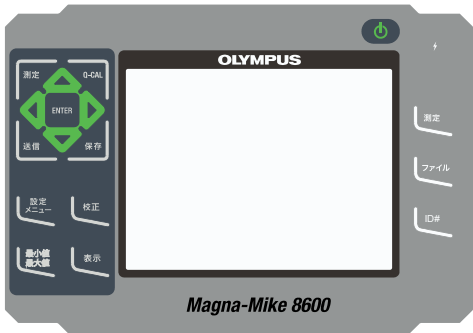 OLYMPUS
測定
Q-CAL
ENTER
送信
保存
設定
メニュー
校正
最小値
最大値
表示
測定
ファイル
ID#
Magna-Mike 8600